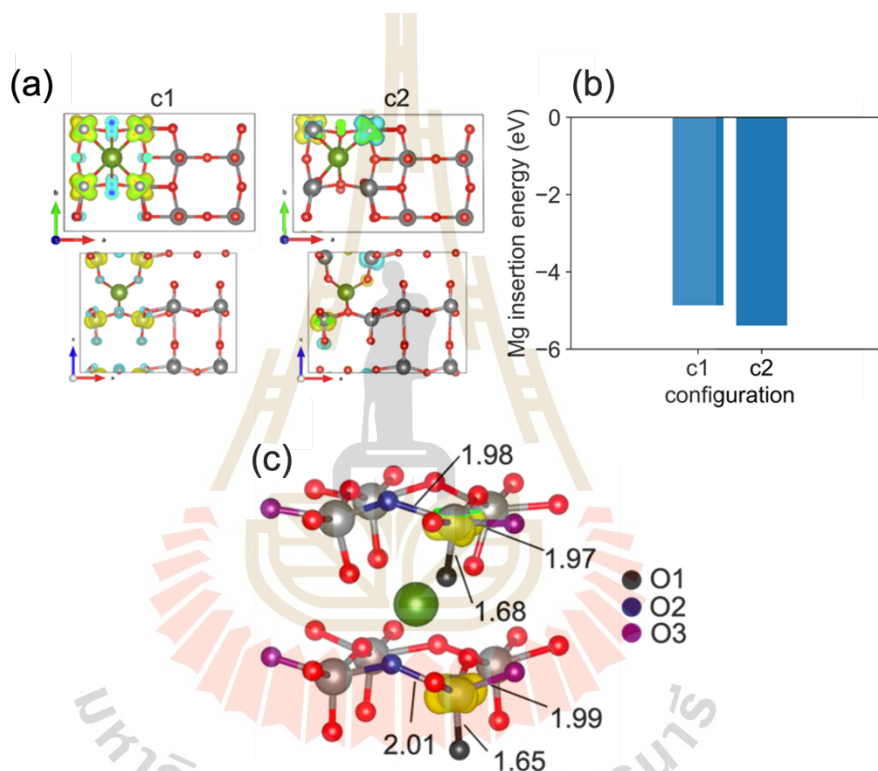 (a)
c1
c2
b
a
a
c
a
c
a
(b)
Mg insertion energy (eV)
0
−2
−4
−6
c1
c2
configuration
(c)
1.98
1.97
1.68
O1
O2
O3
1.99
2.01
1.65